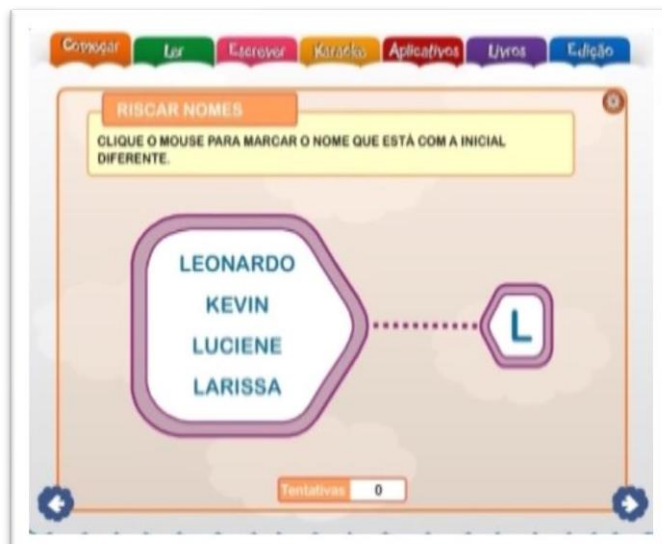 Começar Ler Escrever Karaokê Aplicativos Livros Edição
RISCAR NOMES
CLIQUE O MOUSE PARA MARCAR O NOME QUE ESTÁ COM A INICIAL
DIFERENTE.
LEONARDO
KEVIN
LUCIENE
LARISSA
L
Tentativas 0